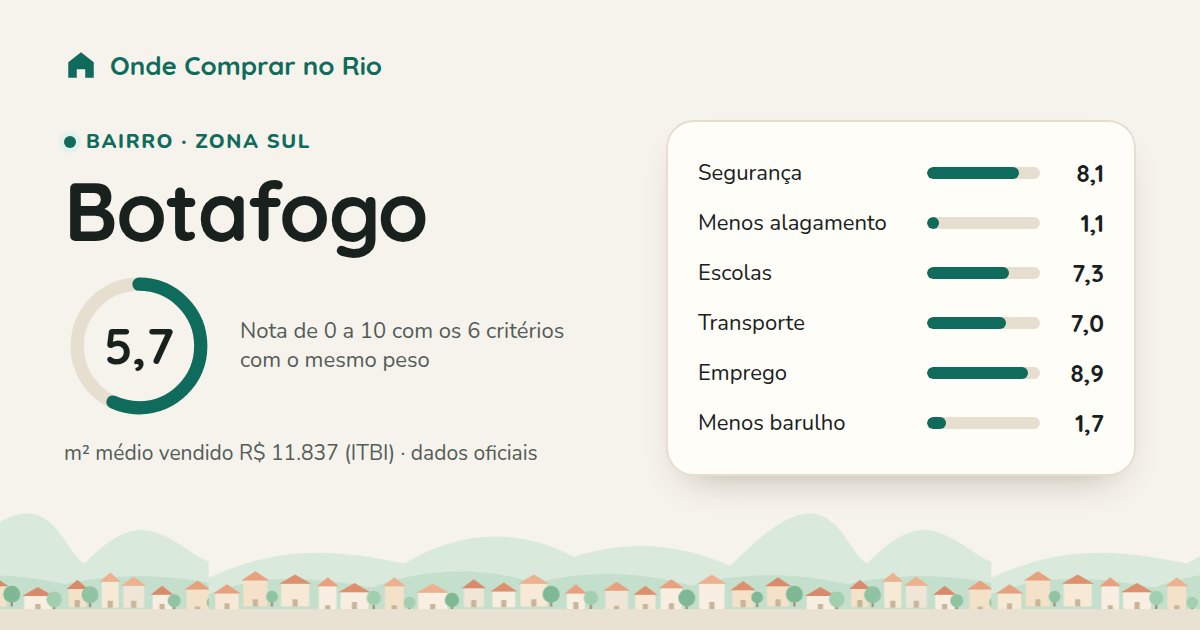 Onde Comprar no Rio
BAIRRO · ZONA SUL
Botafogo
5,7
Nota de 0 a 10 com os 6 critérios
com o mesmo peso
m² médio vendido R$ 11.837 (ITBI) · dados oficiais
Segurança 8,1
Menos alagamento 1,1
Escolas 7,3
Transporte 7,0
Emprego 8,9
Menos barulho 1,7